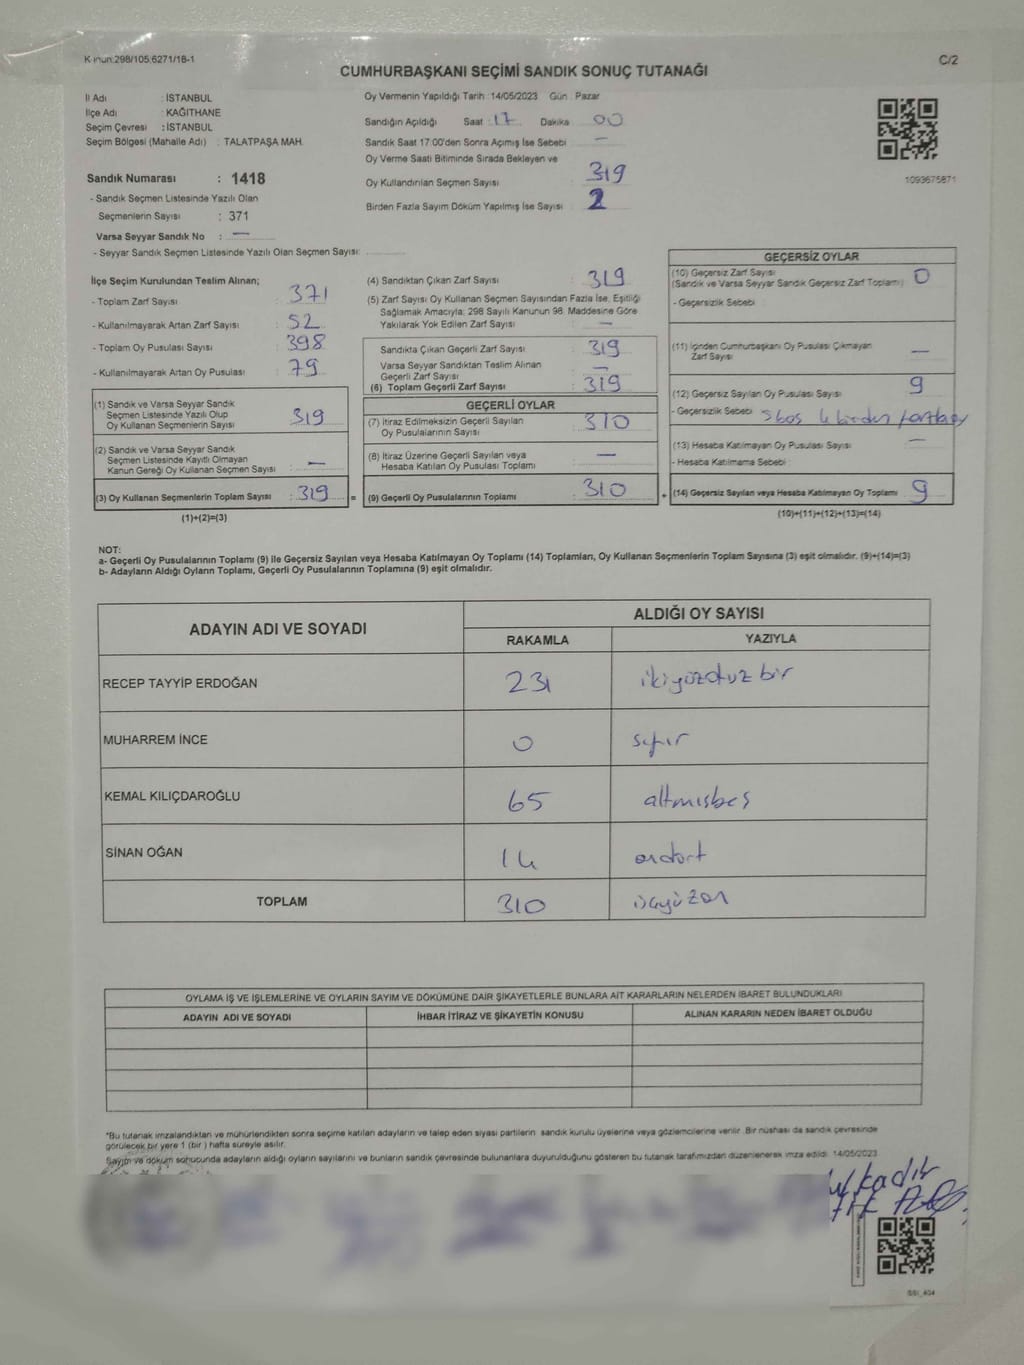 Kanun:298/105,6271/18-1
C/2
CUMHURBAŞKANI SEÇİMİ SANDIK SONUÇ TUTANAĞI
İl Adı : İSTANBUL
İlçe Adı : KAĞITHANE
Seçim Çevresi : İSTANBUL
Seçim Bölgesi (Mahalle Adı) : TALATPAŞA MAH.
Sandık Numarası : 1418
- Sandık Seçmen Listesinde Yazılı Olan
Seçmenlerin Sayısı : 371
Varsa Seyyar Sandık No : —
- Seyyar Sandık Seçmen Listesinde Yazılı Olan Seçmen Sayısı:
Oy Vermenin Yapıldığı Tarih :14/05/2023 Gün : Pazar
Sandığın Açıldığı Saat : 17 Dakika 00
Sandık Saat 17:00'den Sonra Açımış İse Sebebi —
Oy Verme Saati Bitiminde Sırada Bekleyen ve
Oy Kullandırılan Seçmen Sayısı 319
Birden Fazla Sayım Döküm Yapılmış İse Sayısı : 2
1093675871
İlçe Seçim Kurulundan Teslim Alınan;
- Toplam Zarf Sayısı : 371
- Kullanılmayarak Artan Zarf Sayısı : 52
- Toplam Oy Pusulası Sayısı : 398
- Kullanılmayarak Artan Oy Pusulası : 79
(1) Sandık ve Varsa Seyyar Sandık
Seçmen Listesinde Yazılı Olup
Oy Kullanan Seçmenlerin Sayısı : 319
(2) Sandık ve Varsa Seyyar Sandık
Seçmen Listesinde Kayıtlı Olmayan
Kanun Gereği Oy Kullanan Seçmen Sayısı : —
(3) Oy Kullanan Seçmenlerin Toplam Sayısı : 319 =
(1)+(2)=(3)
(4) Sandıktan Çıkan Zarf Sayısı : 319
(5) Zarf Sayısı Oy Kullanan Seçmen Sayısından Fazla İse, Eşitliği
Sağlamak Amacıyla; 298 Sayılı Kanunun 98. Maddesine Göre
Yakılarak Yok Edilen Zarf Sayısı : —
Sandıkta Çıkan Geçerli Zarf Sayısı : 319
Varsa Seyyar Sandıktan Teslim Alınan
Geçerli Zarf Sayısı : —
(6) Toplam Geçerli Zarf Sayısı : 319
GEÇERLİ OYLAR
(7) İtiraz Edilmeksizin Geçerli Sayılan
Oy Pusulalarının Sayısı : 310
(8) İtiraz Üzerine Geçerli Sayılan veya
Hesaba Katılan Oy Pusulası Toplamı : —
(9) Geçerli Oy Pusulalarının Toplamı : 310 +
GEÇERSİZ OYLAR
(10) Geçersiz Zarf Sayısı
(Sandık ve Varsa Seyyar Sandık Geçersiz Zarf Toplamı) : 0
- Geçersizlik Sebebi
(11) İçinden Cumhurbaşkanı Oy Pusulası Çıkmayan
Zarf Sayısı —
(12) Geçersiz Sayılan Oy Pusulası Sayısı : 9
- Geçersizlik Sebebi 5 boş 4 birden
(13) Hesaba Katılmayan Oy Pusulası Sayısı —
- Hesaba Katılmama Sebebi :
(14) Geçersiz Sayılan veya Hesaba Katılmayan Oy Toplamı : 9
(10)+(11)+(12)+(13)=(14)
NOT:
a- Geçerli Oy Pusulalarının Toplamı (9) ile Geçersiz Sayılan veya Hesaba Katılmayan Oy Toplamı (14) Toplamları, Oy Kullanan Seçmenlerin Toplam Sayısına (3) eşit olmalıdır. (9)+(14)=(3)
b- Adayların Aldığı Oyların Toplamı, Geçerli Oy Pusulalarının Toplamına (9) eşit olmalıdır.
ADAYIN ADI VE SOYADI ALDIĞI OY SAYISI
RAKAMLA YAZIYLA
RECEP TAYYİP ERDOĞAN 231 ikiyüzotuzbir
MUHARREM İNCE 0 sıfır
KEMAL KILIÇDAROĞLU 65 altmışbeş
SİNAN OĞAN 14 ondört
TOPLAM 310 üçyüzon
OYLAMA İŞ VE İŞLEMLERİNE VE OYLARIN SAYIM VE DÖKÜMÜNE DAİR ŞİKAYETLERLE BUNLARA AİT KARARLARIN NELERDEN İBARET BULUNDUKLARI
ADAYIN ADI VE SOYADI İHBAR İTİRAZ VE ŞİKAYETİN KONUSU ALINAN KARARIN NEDEN İBARET OLDUĞU
*Bu tutanak imzalandıktan ve mühürlendikten sonra seçime katılan adayların ve talep eden siyasi partilerin sandık kurulu üyelerine veya gözlemcilerine verilir. Bir nüshası da sandık çevresinde
görülecek bir yere 1 (bir ) hafta süreyle asılır.
Sayım ve döküm sonucunda adayların aldığı oyların sayılarını ve bunların sandık çevresinde bulunanlara duyurulduğunu gösteren bu tutanak tarafımızdan düzenlenerek imza edildi. 14/05/2023